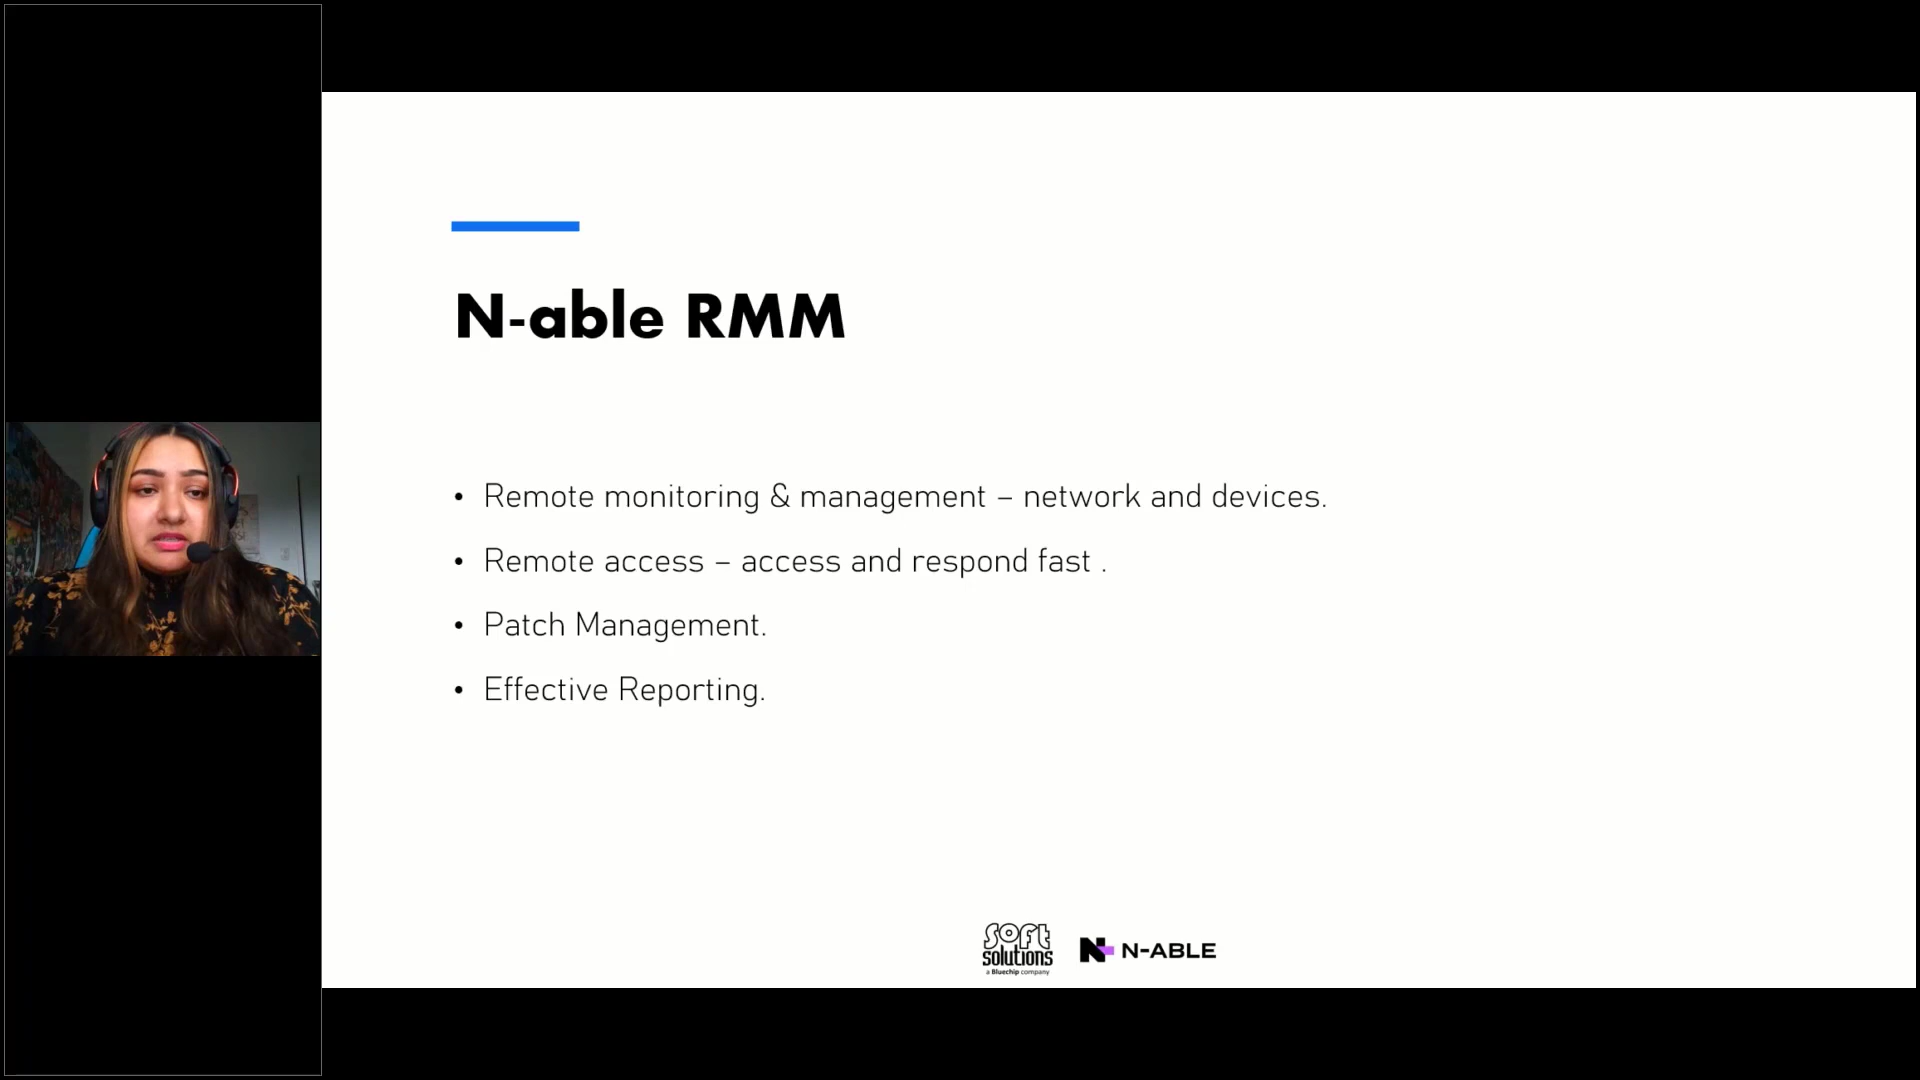 N-able RMM
• Remote monitoring & management – network and devices.
• Remote access – access and respond fast .
• Patch Management.
• Effective Reporting.
soft
solutions
a Bluechip company
N-ABLE